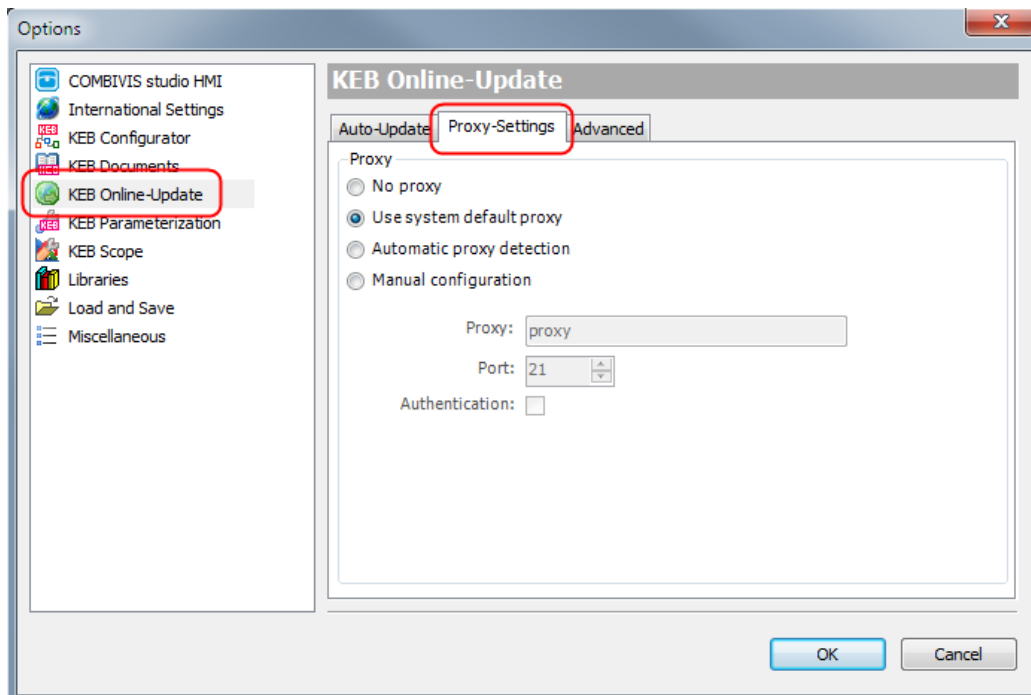 Options
COMBIVIS studio HMI
International Settings
KEB Configurator
KEB Documents
KEB Online-Update
KEB Parameterization
KEB Scope
Libraries
Load and Save
Miscellaneous
KEB Online-Update
Auto-Update Proxy-Settings Advanced
Proxy
No proxy
Use system default proxy
Automatic proxy detection
Manual configuration
Proxy: proxy
Port: 21
Authentication:
OK Cancel